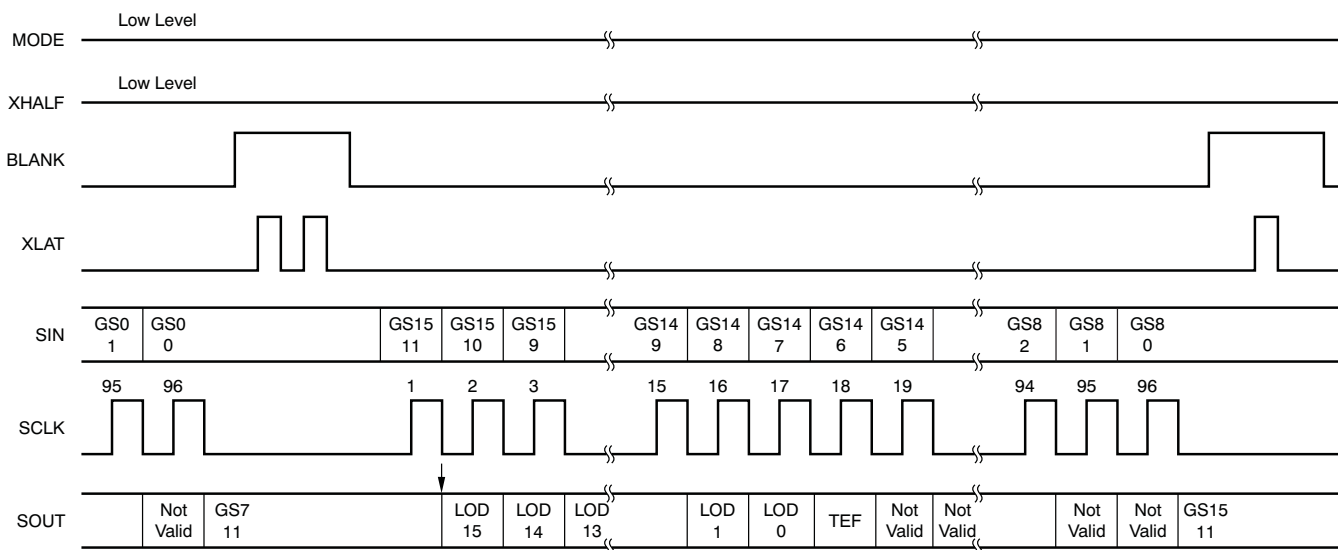 Low Level
MODE
Low Level
XHALF
BLANK
XLAT
SIN
GS0 GS0 GS15 GS15 GS15 GS14 GS14 GS14 GS14 GS14 GS8 GS8 GS8
1 0 11 10 9 9 8 7 6 5 2 1 0
95 96 1 2 3 15 16 17 18 19 94 95 96
SCLK
SOUT
Not GS7 LOD LOD LOD LOD LOD TEF Not Not Not Not GS15
Valid 11 15 14 13 1 0 Valid Valid Valid Valid 11